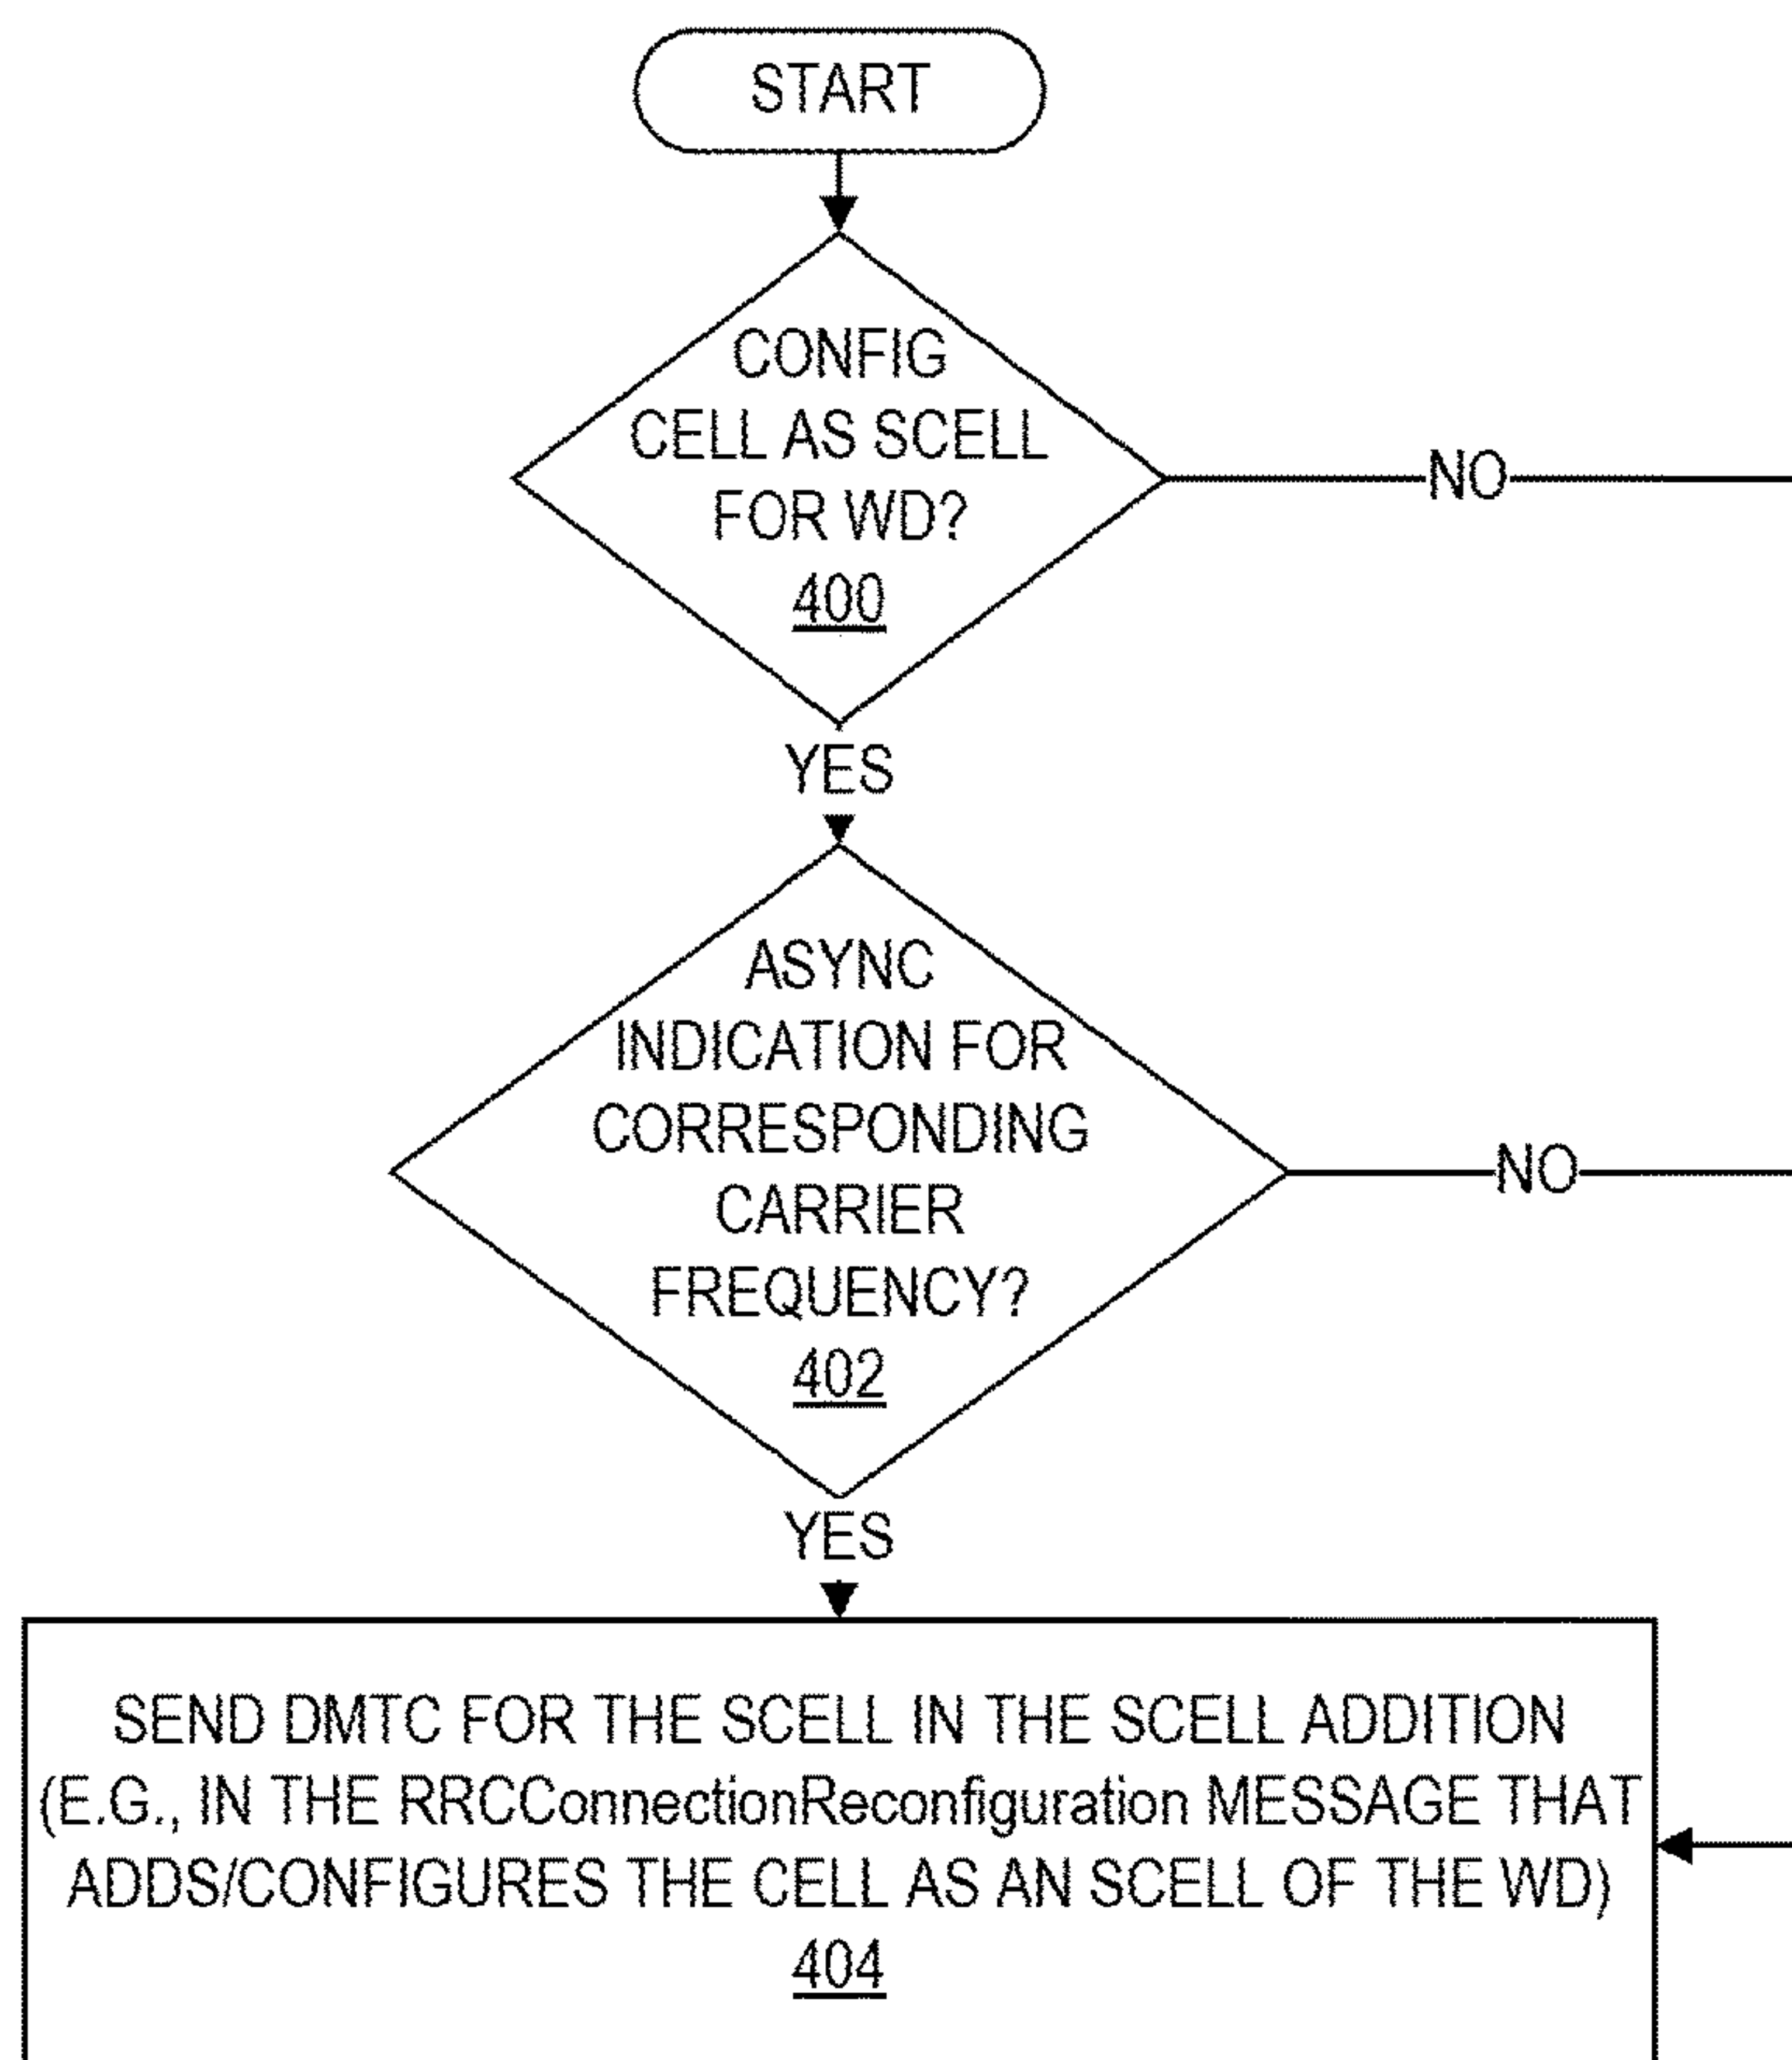 START
CONFIG
CELL AS SCELL
FOR WD?
400
NO
YES
ASYNC
INDICATION FOR
CORRESPONDING
CARRIER
FREQUENCY?
402
NO
YES
SEND DMTC FOR THE SCELL IN THE SCELL ADDITION
(E.G., IN THE RRCConnectionReconfiguration MESSAGE THAT
ADDS/CONFIGURES THE CELL AS AN SCELL OF THE WD)
404